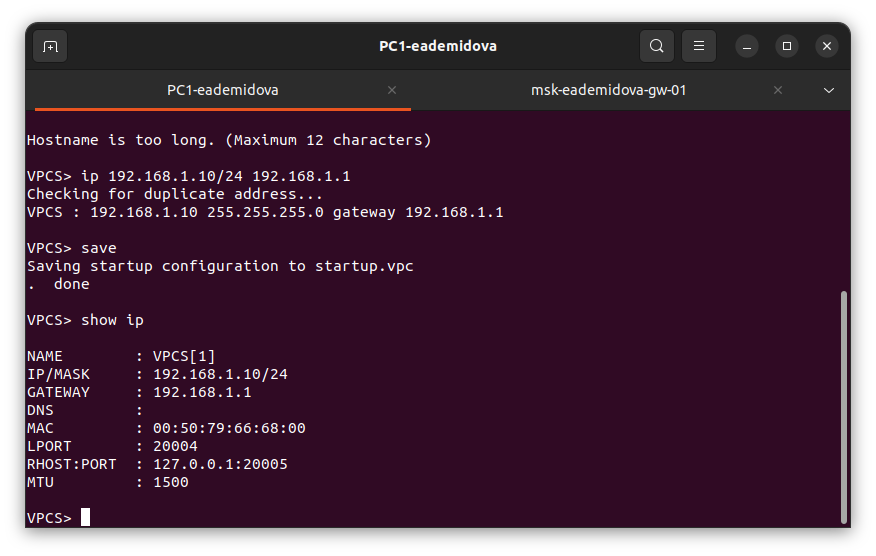 PC1-eademidova
PC1-eademidova
msk-eademidova-gw-01
Hostname is too long. (Maximum 12 characters)
VPCS> ip 192.168.1.10/24 192.168.1.1
Checking for duplicate address...
VPCS : 192.168.1.10 255.255.255.0 gateway 192.168.1.1
VPCS> save
Saving startup configuration to startup.vpc
.  done
VPCS> show ip
NAME        : VPCS[1]
IP/MASK     : 192.168.1.10/24
GATEWAY     : 192.168.1.1
DNS         :
MAC         : 00:50:79:66:68:00
LPORT       : 20004
RHOST:PORT  : 127.0.0.1:20005
MTU         : 1500
VPCS>